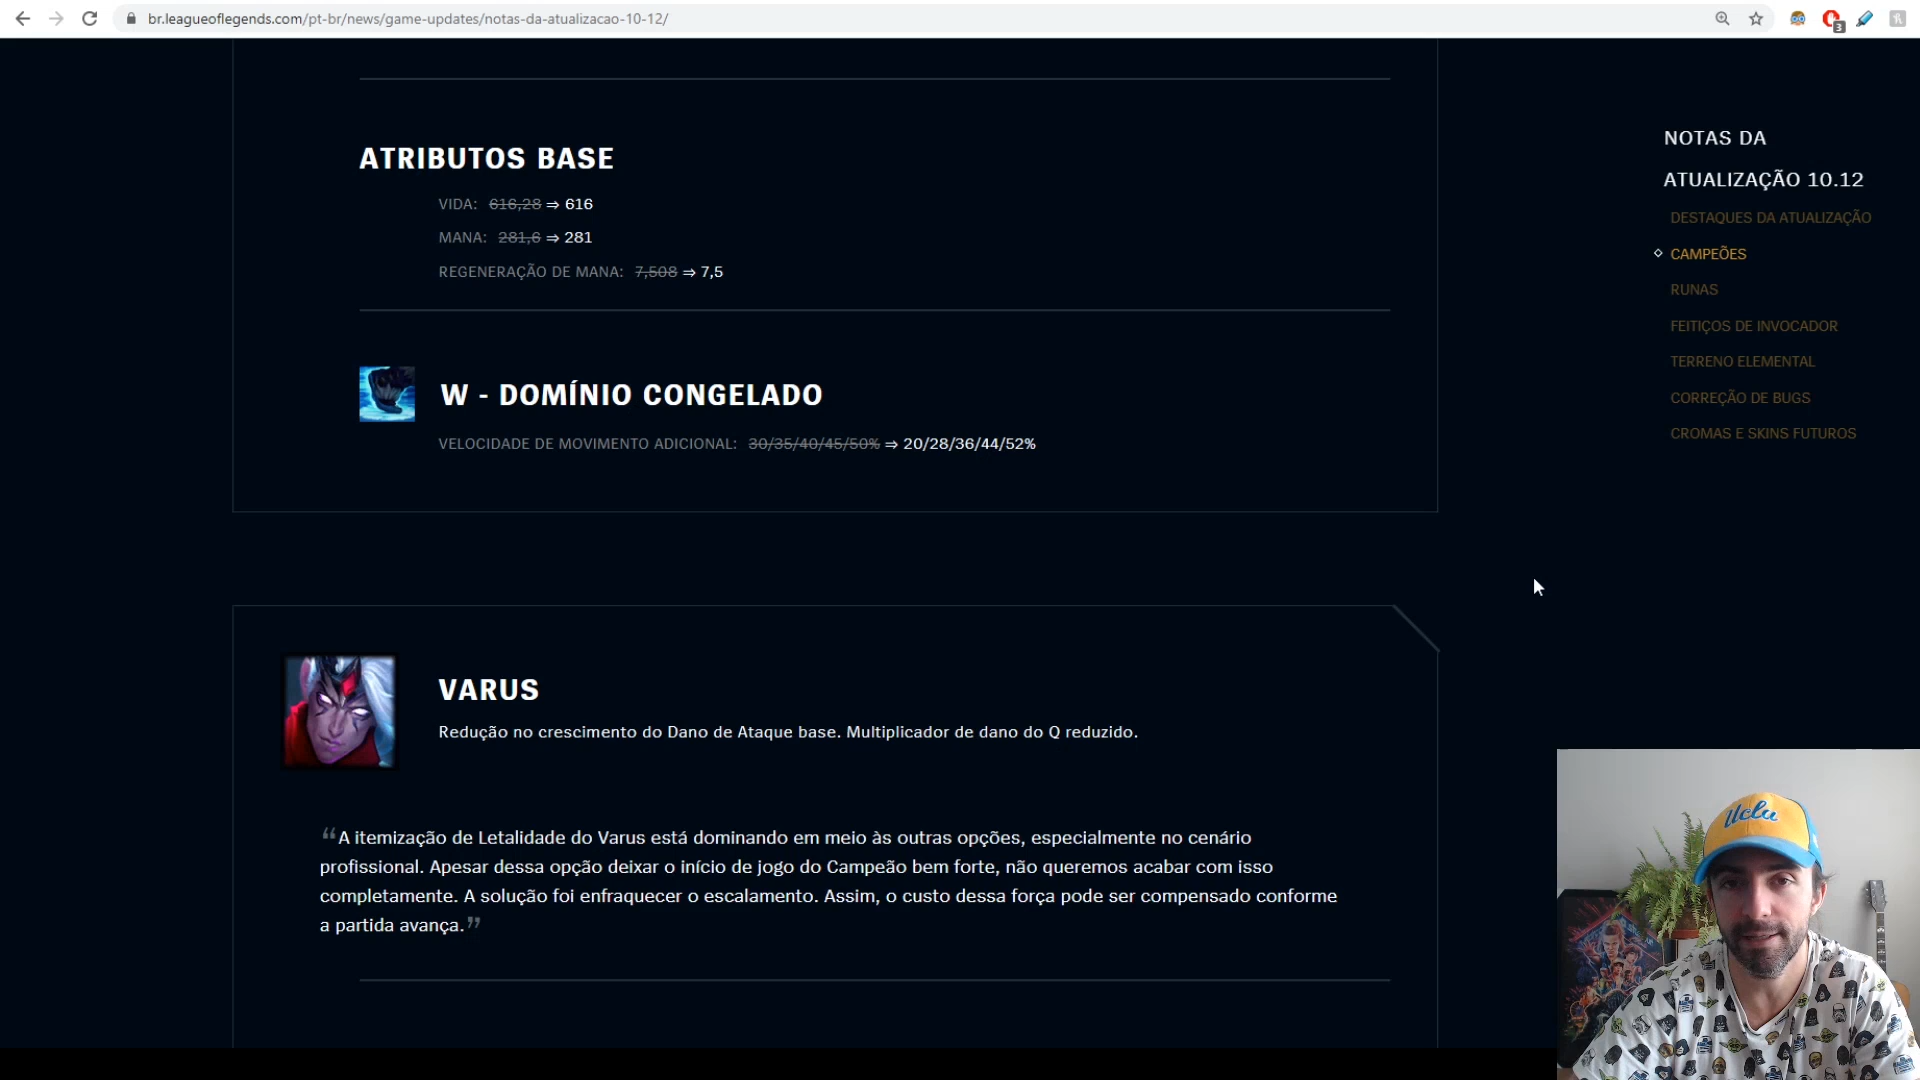 br.leagueoflegends.com/pt-br/news/game-updates/notas-da-atualizacao-10-12/
3
ATRIBUTOS BASE
VIDA: 616,28 ⇒ 616
MANA: 281,6 ⇒ 281
REGENERAÇÃO DE MANA: 7,508 ⇒ 7,5
W - DOMÍNIO CONGELADO
VELOCIDADE DE MOVIMENTO ADICIONAL: 30/35/40/45/50% ⇒ 20/28/36/44/52%
VARUS
Redução no crescimento do Dano de Ataque base. Multiplicador de dano do Q reduzido.
“A itemização de Letalidade do Varus está dominando em meio às outras opções, especialmente no cenário
profissional. Apesar dessa opção deixar o início de jogo do Campeão bem forte, não queremos acabar com isso
completamente. A solução foi enfraquecer o escalamento. Assim, o custo dessa força pode ser compensado conforme
a partida avança.”
NOTAS DA
ATUALIZAÇÃO 10.12
DESTAQUES DA ATUALIZAÇÃO
CAMPEÕES
RUNAS
FEITIÇOS DE INVOCADOR
TERRENO ELEMENTAL
CORREÇÃO DE BUGS
CROMAS E SKINS FUTUROS
Ucla